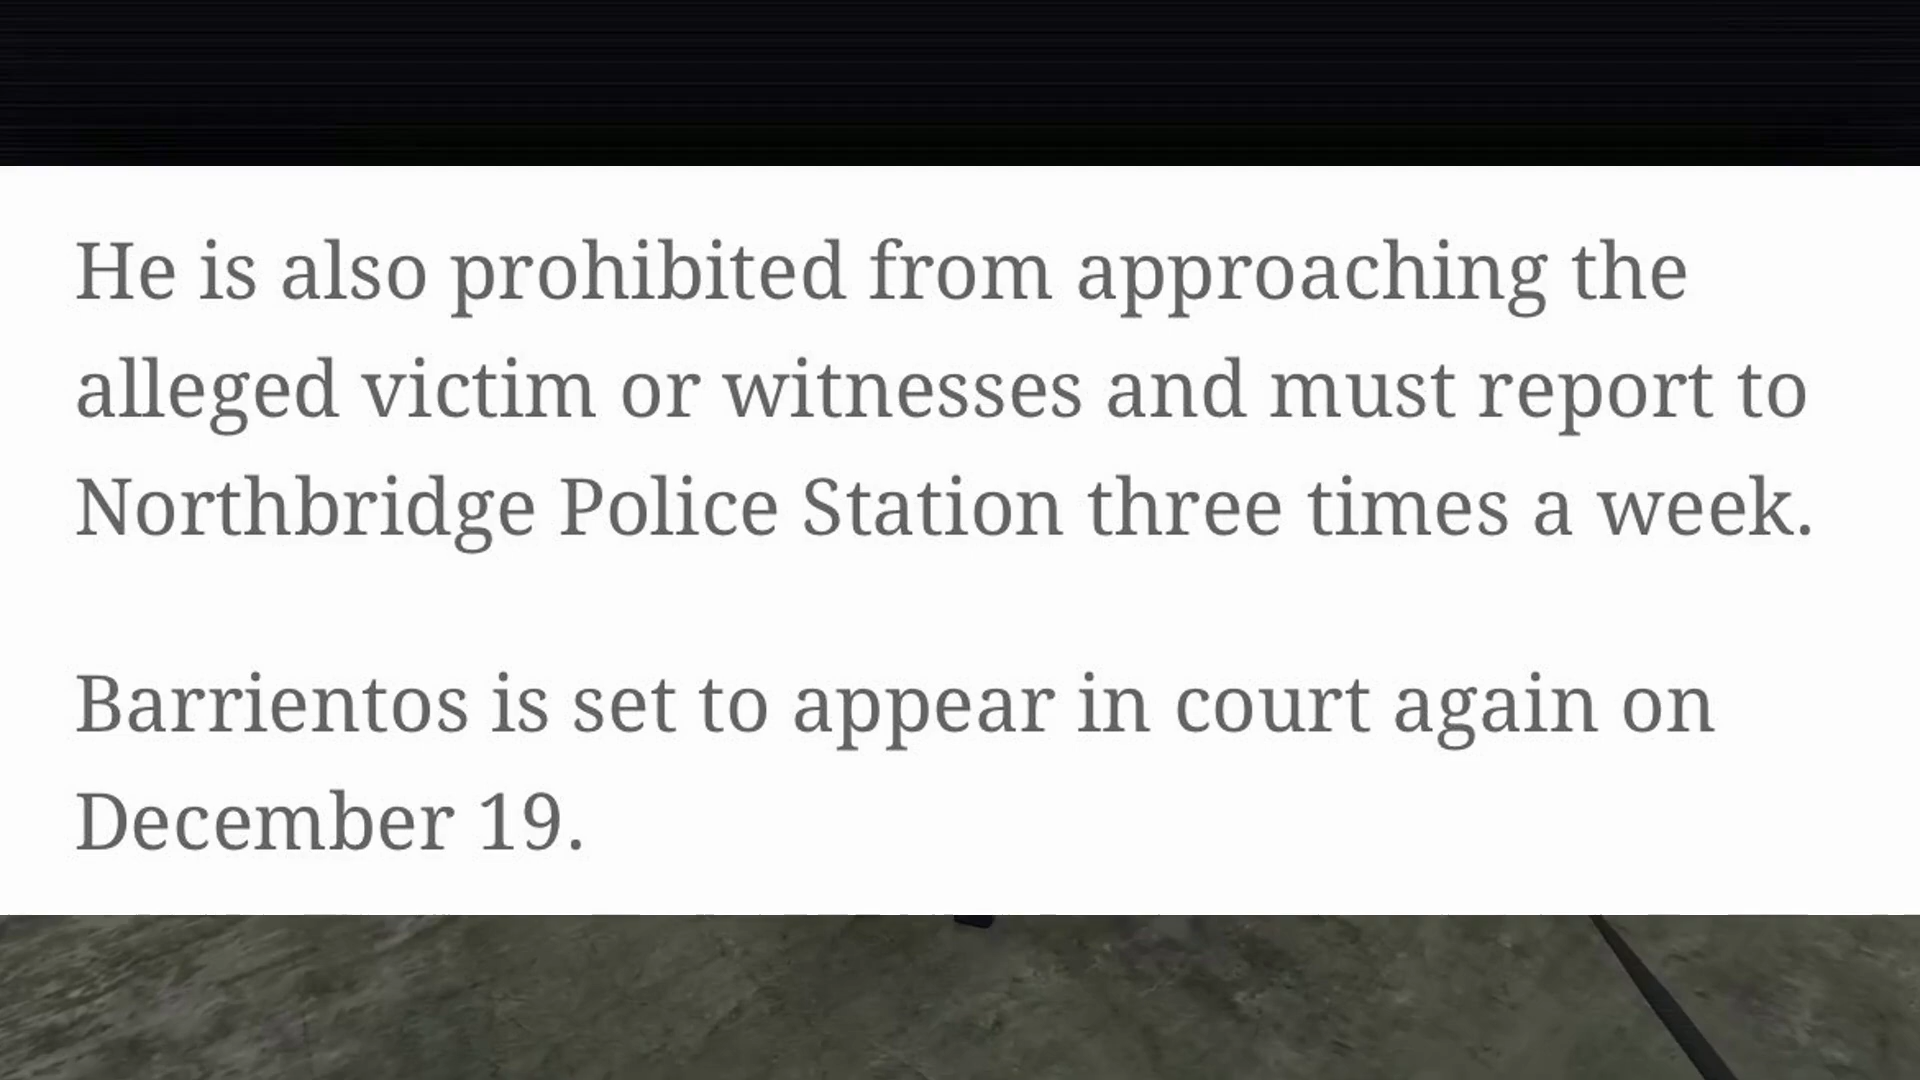 He is also prohibited from approaching the
alleged victim or witnesses and must report to
Northbridge Police Station three times a week.
Barrientos is set to appear in court again on
December 19.